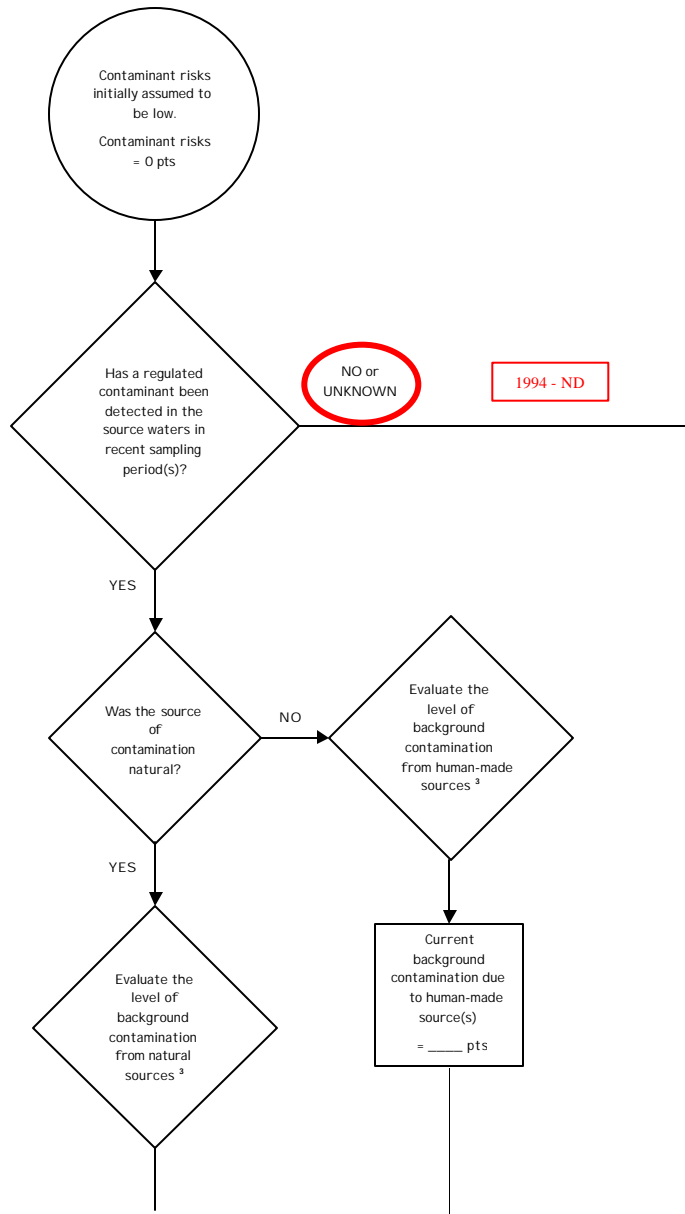 Contaminant risks
initially assumed to
be low.
Contaminant risks
= 0 pts
Has a regulated
contaminant been
detected in the
source waters in
recent sampling
period(s)?
NO or
UNKNOWN
1994 - ND
YES
Was the source
of
contamination
natural?
NO
Evaluate the
level of
background
contamination
from human-made
sources ³
YES
Evaluate the
level of
background
contamination
from natural
sources ³
Current
background
contamination due
to human-made
source(s)
= ____ pts